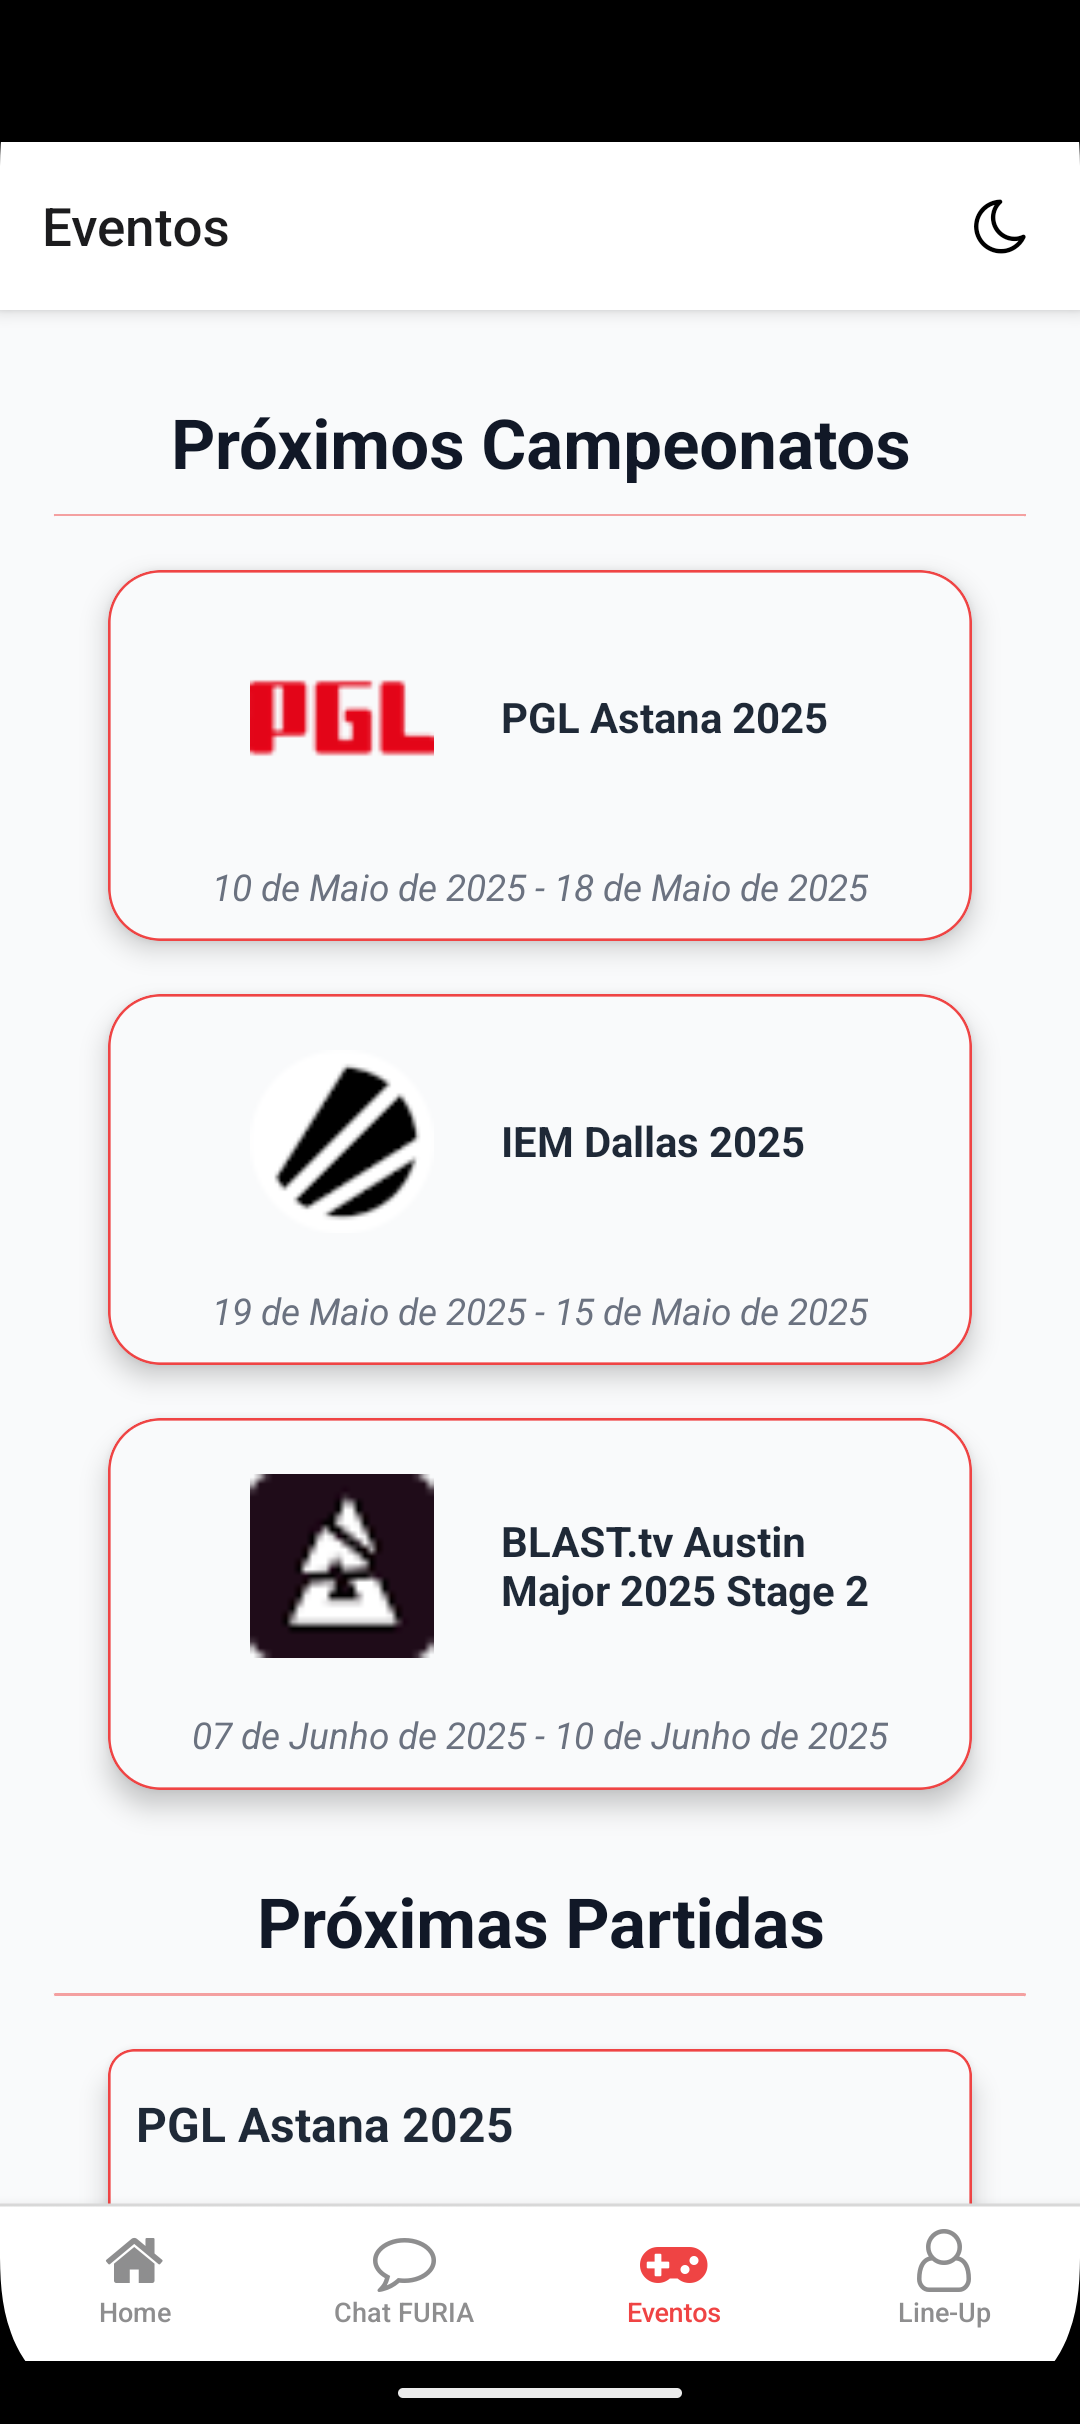 Eventos
Próximos Campeonatos
PGL
PGL Astana 2025
10 de Maio de 2025 - 18 de Maio de 2025
IEM Dallas 2025
19 de Maio de 2025 - 15 de Maio de 2025
BLAST.tv Austin
Major 2025 Stage 2
07 de Junho de 2025 - 10 de Junho de 2025
Próximas Partidas
PGL Astana 2025
Home
Chat FURIA
Eventos
Line-Up